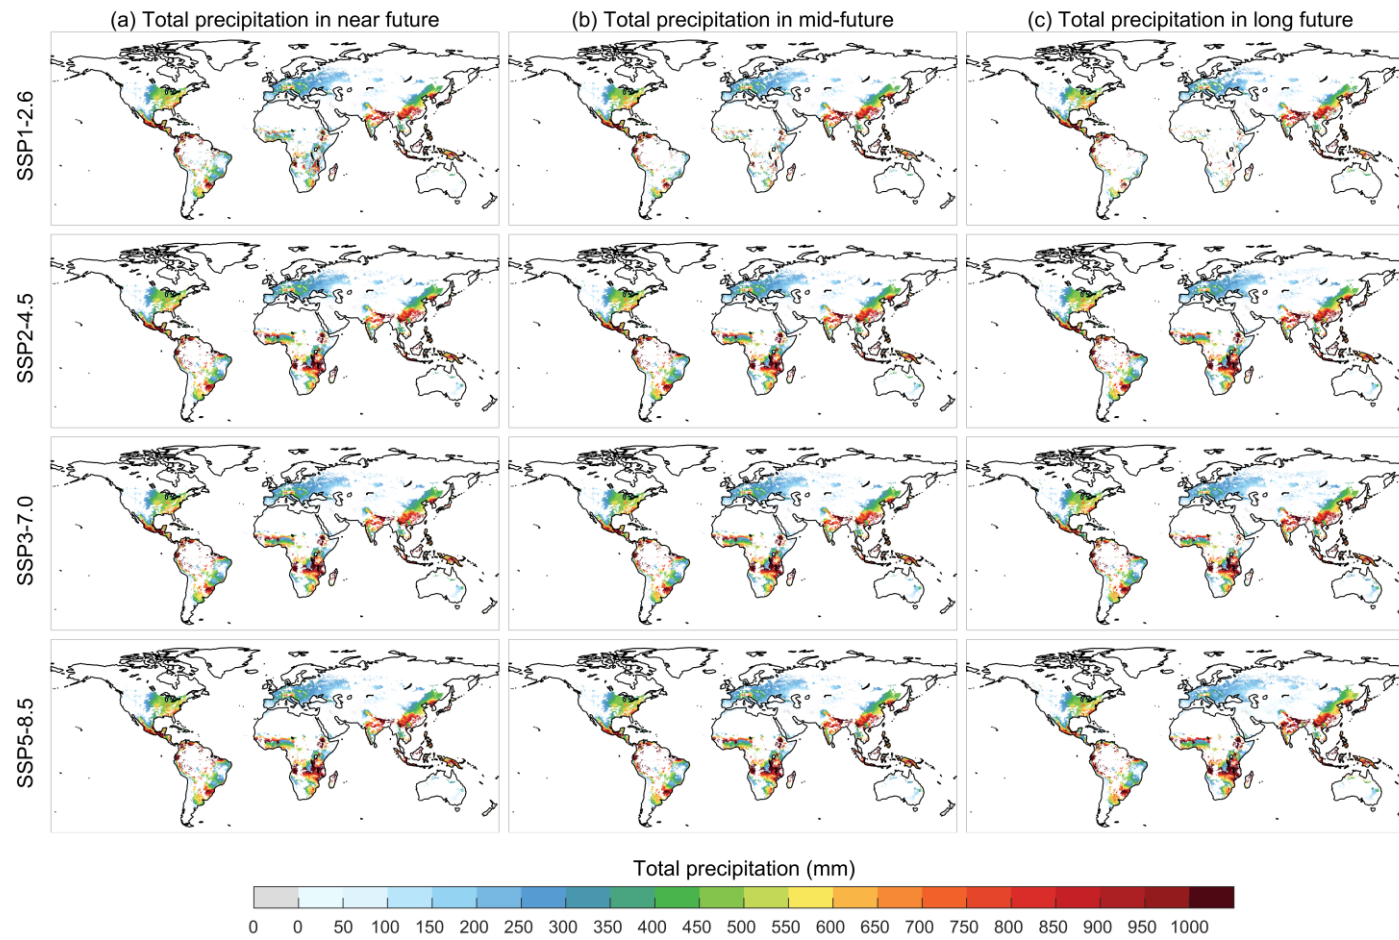 (a) Total precipitation in near future
(b) Total precipitation in mid-future
(c) Total precipitation in long future
SSP1-2.6
SSP2-4.5
SSP3-7.0
SSP5-8.5
Total precipitation (mm)
0 0 50 100 150 200 250 300 350 400 450 500 550 600 650 700 750 800 850 900 950 1000